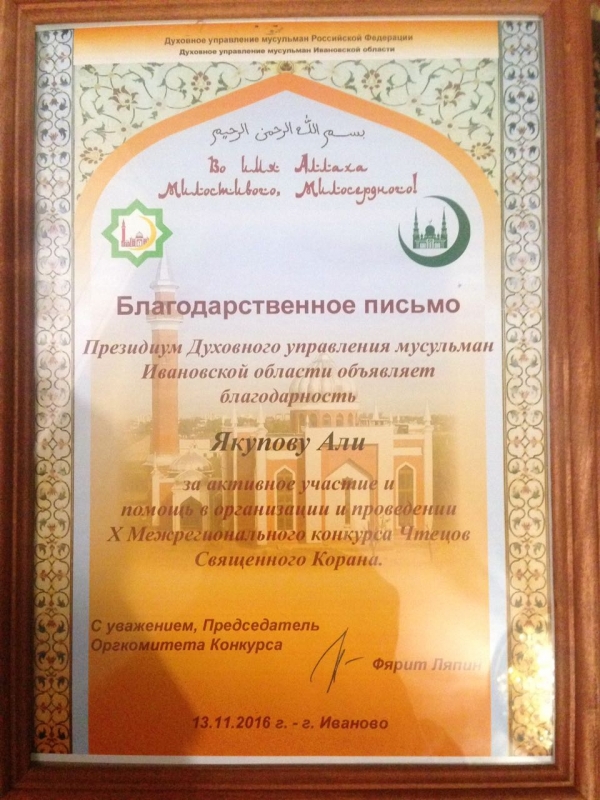 Духовное управление мусульман Российской Федерации
Духовное управление мусульман Ивановской области
بسم الله الرحمن الرحيم
Во имя Аллаха
Милостивого, Милосердного!
Благодарственное письмо
Президиум Духовного управления мусульман
Ивановской области объявляет
благодарность
Якупову Али
за активное участие и
помощь в организации и проведении
X Межрегионального конкурса Чтецов
Священного Корана.
С уважением, Председатель
Оргкомитета Конкурса
Фярит Ляпин
13.11.2016 г. - г. Иваново